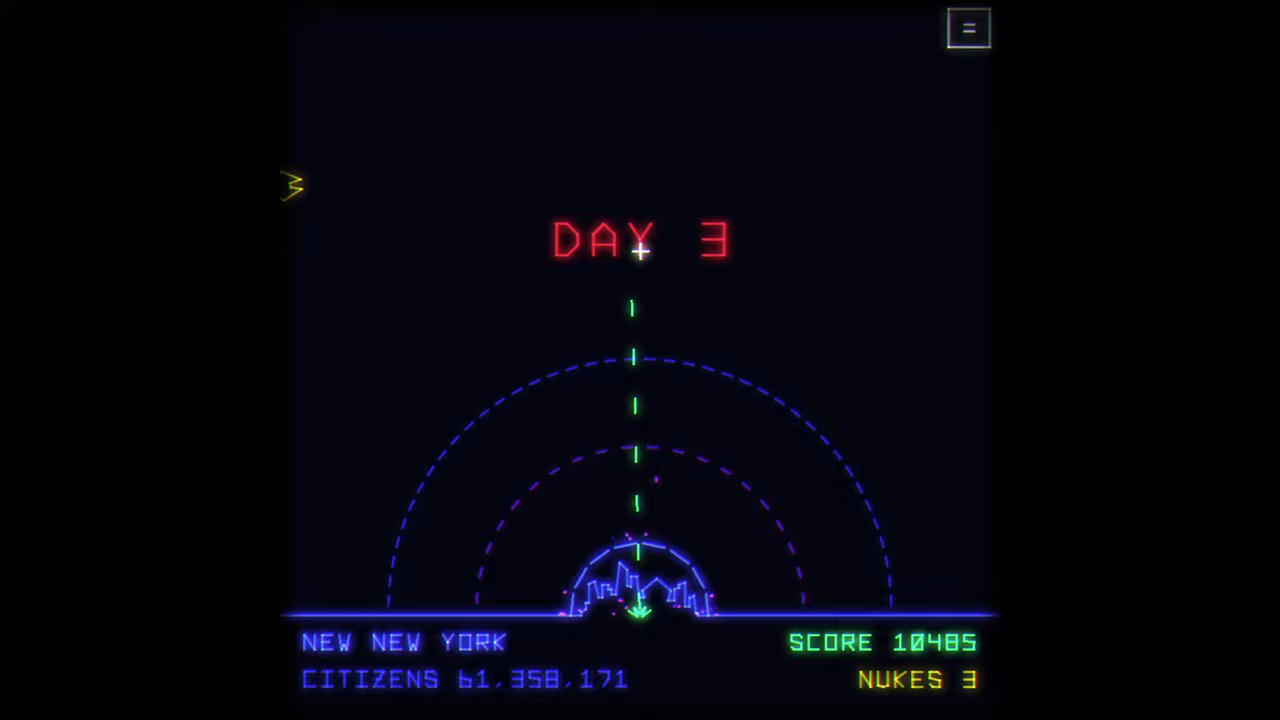 DAY 3
NEW NEW YORK
SCORE 10485
CITIZENS 61,358,171
NUKES 3